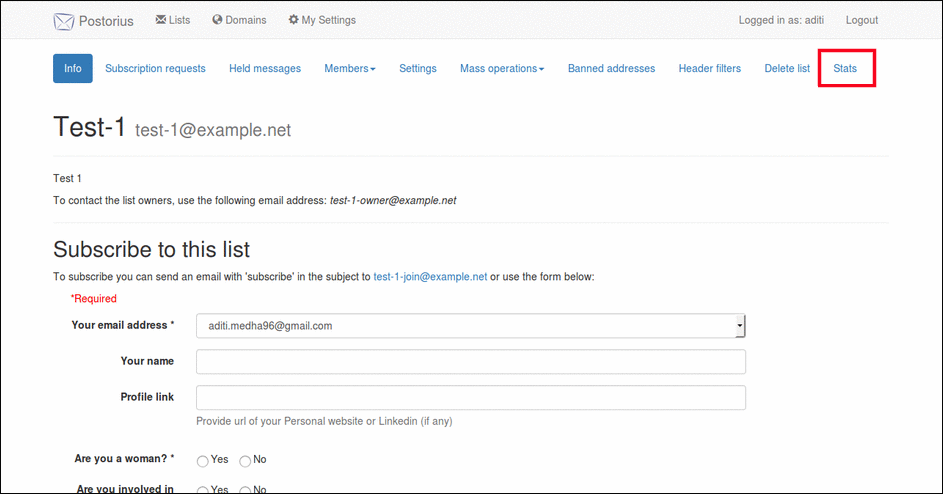 Postorius Lists Domains My Settings Logged in as: aditi Logout
Info Subscription requests Held messages Members Settings Mass operations Banned addresses Header filters Delete list Stats
Test-1 test-1@example.net
Test 1
To contact the list owners, use the following email address: test-1-owner@example.net
Subscribe to this list
To subscribe you can send an email with 'subscribe' in the subject to test-1-join@example.net or use the form below:
*Required
Your email address * aditi.medha96@gmail.com
Your name
Profile link
Provide url of your Personal website or Linkedin (if any)
Are you a woman? * Yes No
Are you involved in Yes No